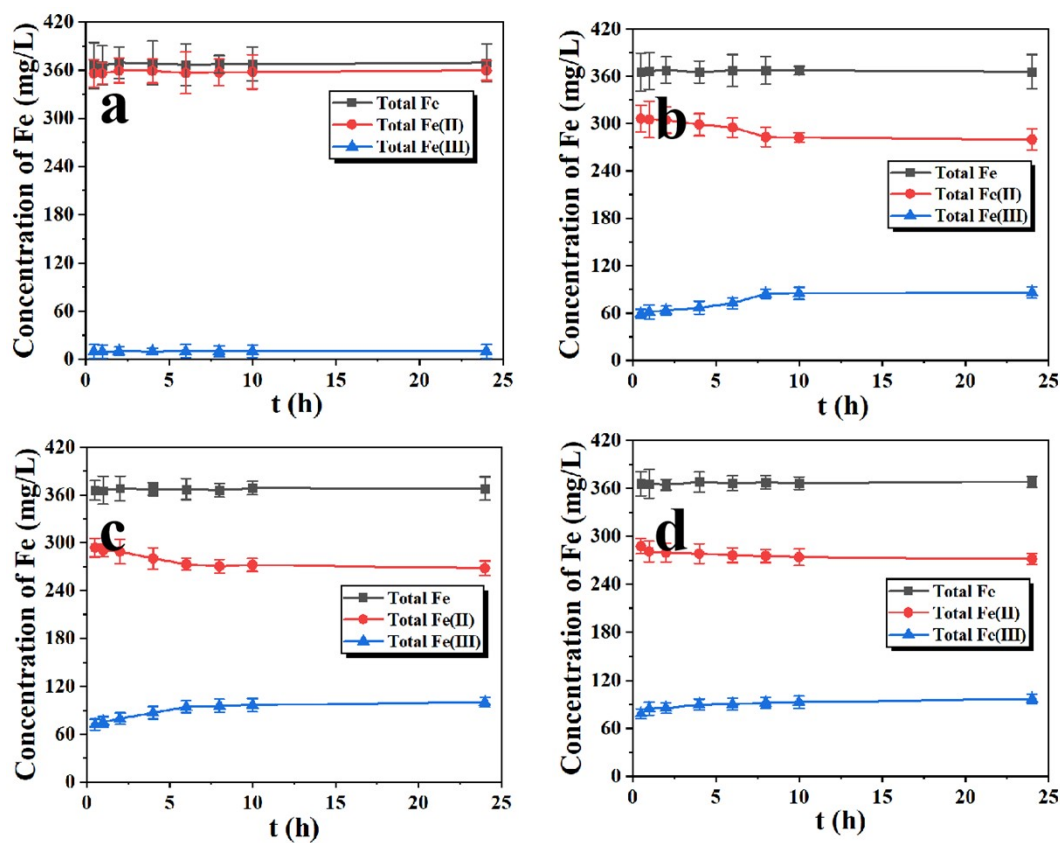 Concentration of Fe (mg/L)
420
360
300
240
180
120
60
0
a
Total Fc
Total Fe(II)
Total Fe(III)
0 5 10 15 20 25
t (h)
Concentration of Fe (mg/L)
420
360
300
240
180
120
60
0
b
Total Fe
Total Fc(II)
Total Fe(III)
0 5 10 15 20 25
t (h)
Concentration of Fe (mg/L)
420
360
300
240
180
120
60
0
c
Total Fe
Total Fe(II)
Total Fe(III)
0 5 10 15 20 25
t (h)
Concentration of Fe (mg/L)
420
360
300
240
180
120
60
0
d
Total Fc
Total Fe(II)
Total Fc(III)
0 5 10 15 20 25
t (h)